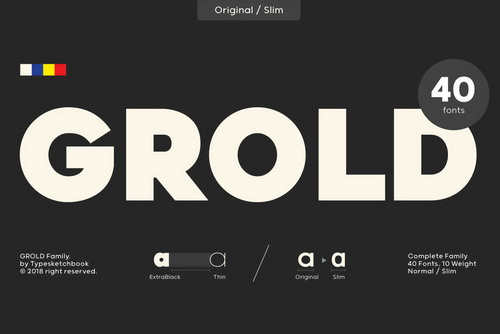 Original / Slim
40
fonts
GROLD
GROLD Family.
by Typesketchbook
© 2018 right reserved.
a a
ExtraBlack Thin
a a
Original Slim
Complete Family
40 Fonts, 10 Weight
Normal / Slim